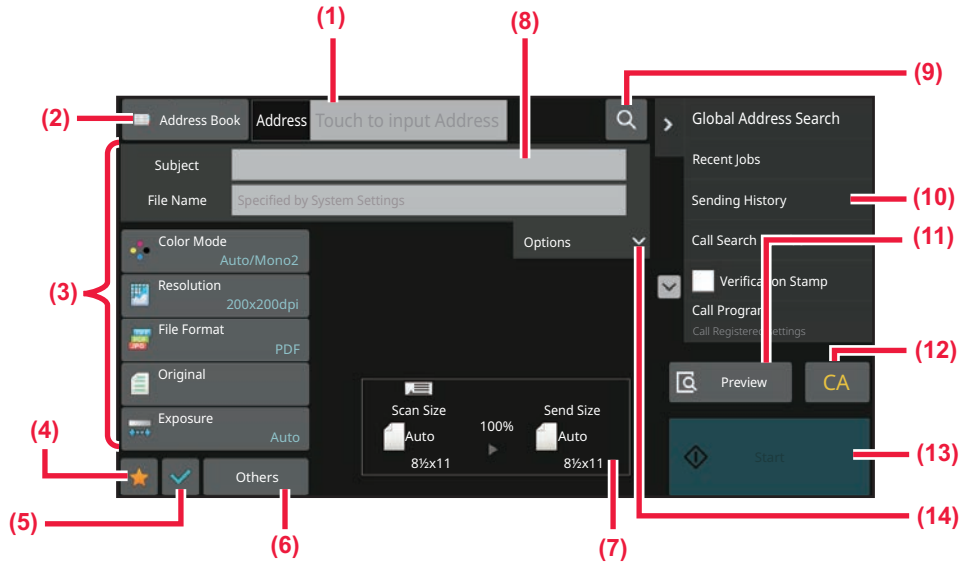 (1)
(8)
(9)
(2)
Address Book
Address
Touch to input Address
Global Address Search
Subject
Recent Jobs
File Name
Specified by System Settings
Sending History
(10)
Options
Call Search
(11)
(3)
Color Mode
Auto/Mono2
Resolution
200x200dpi
Verification Stamp
File Format
PDF
Call Program
Call Registered Settings
(12)
Original
Preview
CA
Exposure
Auto
Scan Size
Auto
8½x11
100%
Send Size
Auto
8½x11
(4)
Start
(13)
Others
(5)
(6)
(7)
(14)